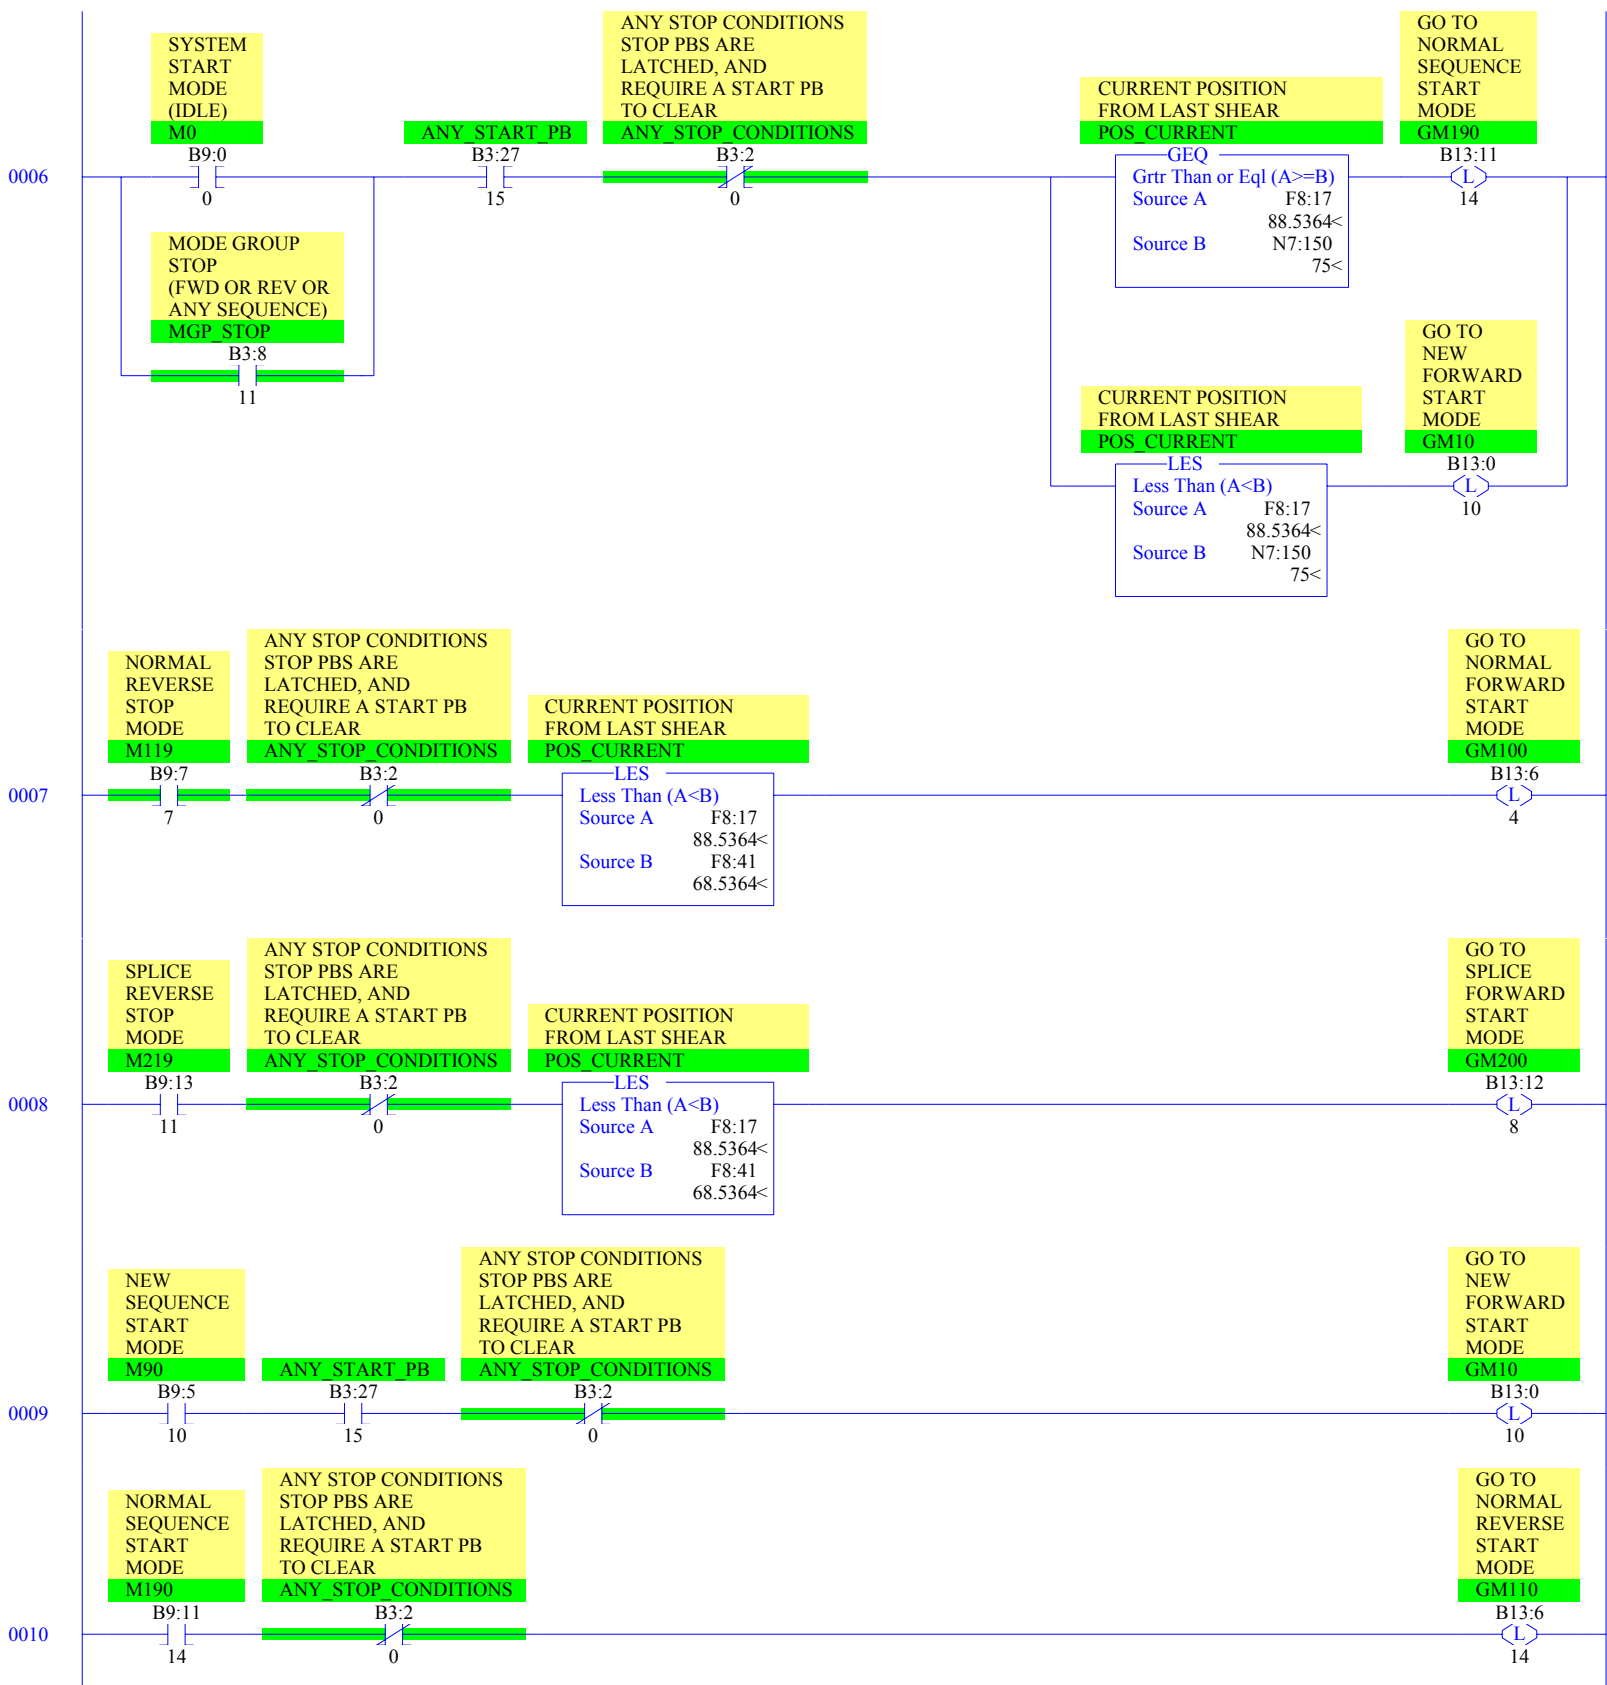 SYSTEM
START
MODE
(IDLE)
M0
B9:0
0
ANY_START_PB
B3:27
15
ANY STOP CONDITIONS
STOP PBS ARE
LATCHED, AND
REQUIRE A START PB
TO CLEAR
ANY_STOP_CONDITIONS
B3:2
0
CURRENT POSITION
FROM LAST SHEAR
POS_CURRENT
GEQ
Grtr Than or Eql (A>=B)
Source A F8:17
88.5364<
Source B N7:150
75<
GO TO
NORMAL
SEQUENCE
START
MODE
GM190
B13:11
L
14
0006
MODE GROUP
STOP
(FWD OR REV OR
ANY SEQUENCE)
MGP_STOP
B3:8
11
CURRENT POSITION
FROM LAST SHEAR
POS_CURRENT
LES
Less Than (A<B)
Source A F8:17
88.5364<
Source B N7:150
75<
GO TO
NEW
FORWARD
START
MODE
GM10
B13:0
L
10
0007
NORMAL
REVERSE
STOP
MODE
M119
B9:7
7
ANY STOP CONDITIONS
STOP PBS ARE
LATCHED, AND
REQUIRE A START PB
TO CLEAR
ANY_STOP_CONDITIONS
B3:2
0
CURRENT POSITION
FROM LAST SHEAR
POS_CURRENT
LES
Less Than (A<B)
Source A F8:17
88.5364<
Source B F8:41
68.5364<
GO TO
NORMAL
FORWARD
START
MODE
GM100
B13:6
L
4
0008
SPLICE
REVERSE
STOP
MODE
M219
B9:13
11
ANY STOP CONDITIONS
STOP PBS ARE
LATCHED, AND
REQUIRE A START PB
TO CLEAR
ANY_STOP_CONDITIONS
B3:2
0
CURRENT POSITION
FROM LAST SHEAR
POS_CURRENT
LES
Less Than (A<B)
Source A F8:17
88.5364<
Source B F8:41
68.5364<
GO TO
SPLICE
FORWARD
START
MODE
GM200
B13:12
L
8
0009
NEW
SEQUENCE
START
MODE
M90
B9:5
10
ANY_START_PB
B3:27
15
ANY STOP CONDITIONS
STOP PBS ARE
LATCHED, AND
REQUIRE A START PB
TO CLEAR
ANY_STOP_CONDITIONS
B3:2
0
GO TO
NEW
FORWARD
START
MODE
GM10
B13:0
L
10
0010
NORMAL
SEQUENCE
START
MODE
M190
B9:11
14
ANY STOP CONDITIONS
STOP PBS ARE
LATCHED, AND
REQUIRE A START PB
TO CLEAR
ANY_STOP_CONDITIONS
B3:2
0
GO TO
NORMAL
REVERSE
START
MODE
GM110
B13:6
L
14